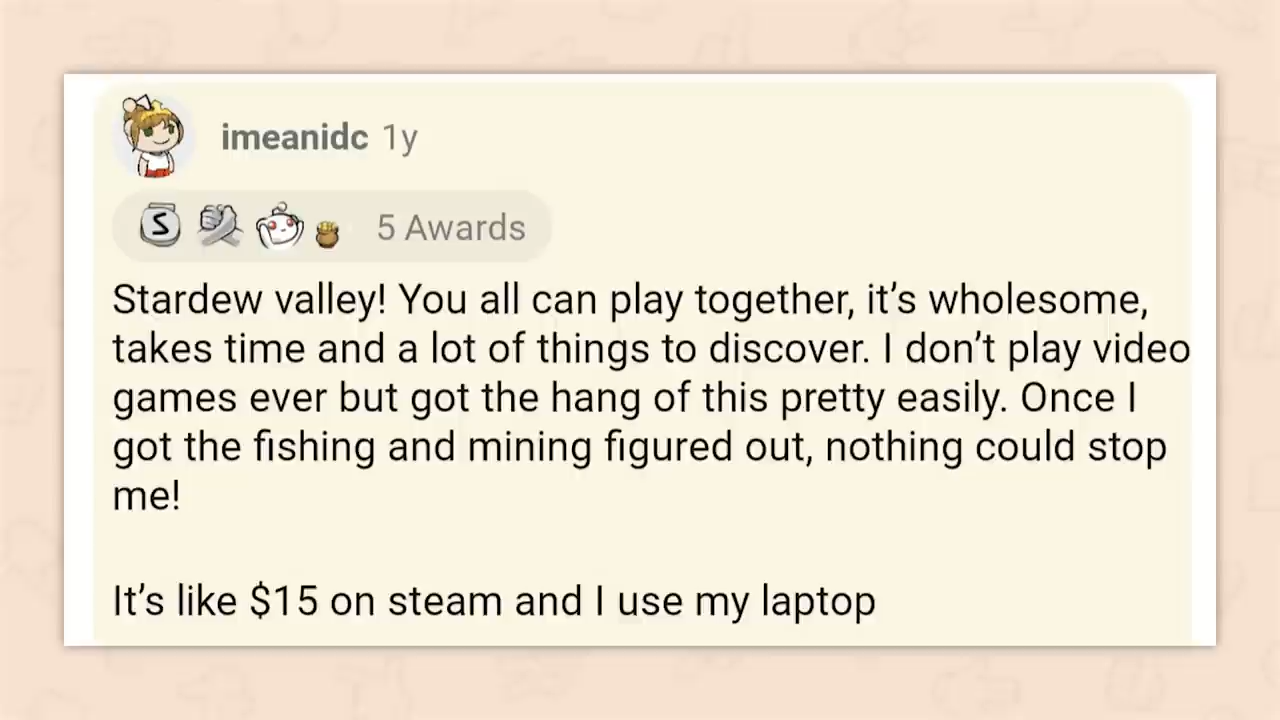 imeanidc 1y
S 5 Awards
Stardew valley! You all can play together, it’s wholesome,
takes time and a lot of things to discover. I don’t play video
games ever but got the hang of this pretty easily. Once I
got the fishing and mining figured out, nothing could stop
me!
It’s like $15 on steam and I use my laptop